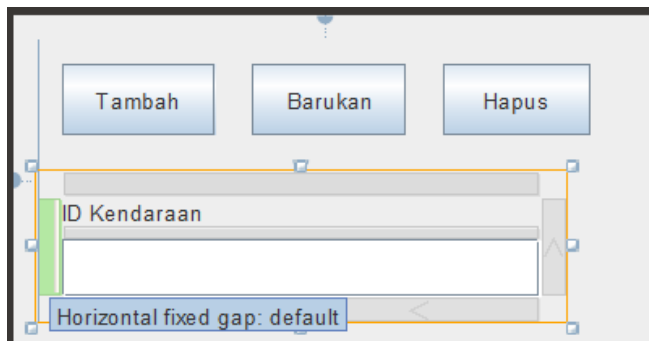 Tambah Barukan Hapus
ID Kendaraan
Horizontal fixed gap: default